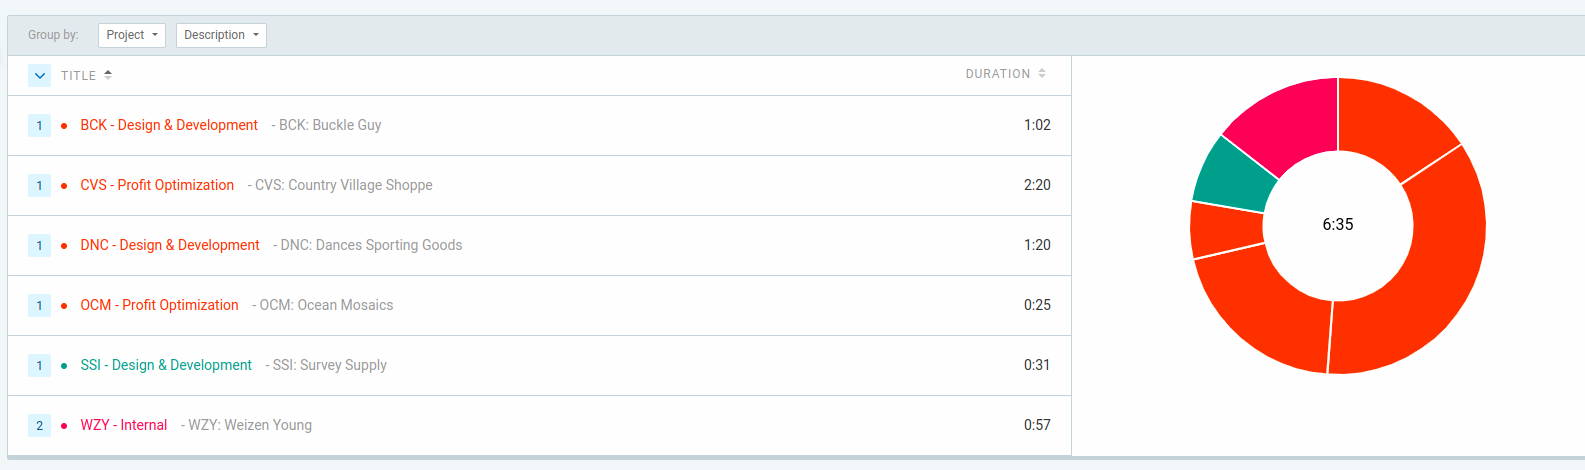 Group by: Project Description
TITLE DURATION
1 BCK - Design & Development - BCK: Buckle Guy 1:02
1 CVS - Profit Optimization - CVS: Country Village Shoppe 2:20
1 DNC - Design & Development - DNC: Dances Sporting Goods 1:20
1 OCM - Profit Optimization - OCM: Ocean Mosaics 0:25
1 SSI - Design & Development - SSI: Survey Supply 0:31
2 WZY - Internal - WZY: Weizen Young 0:57
6:35